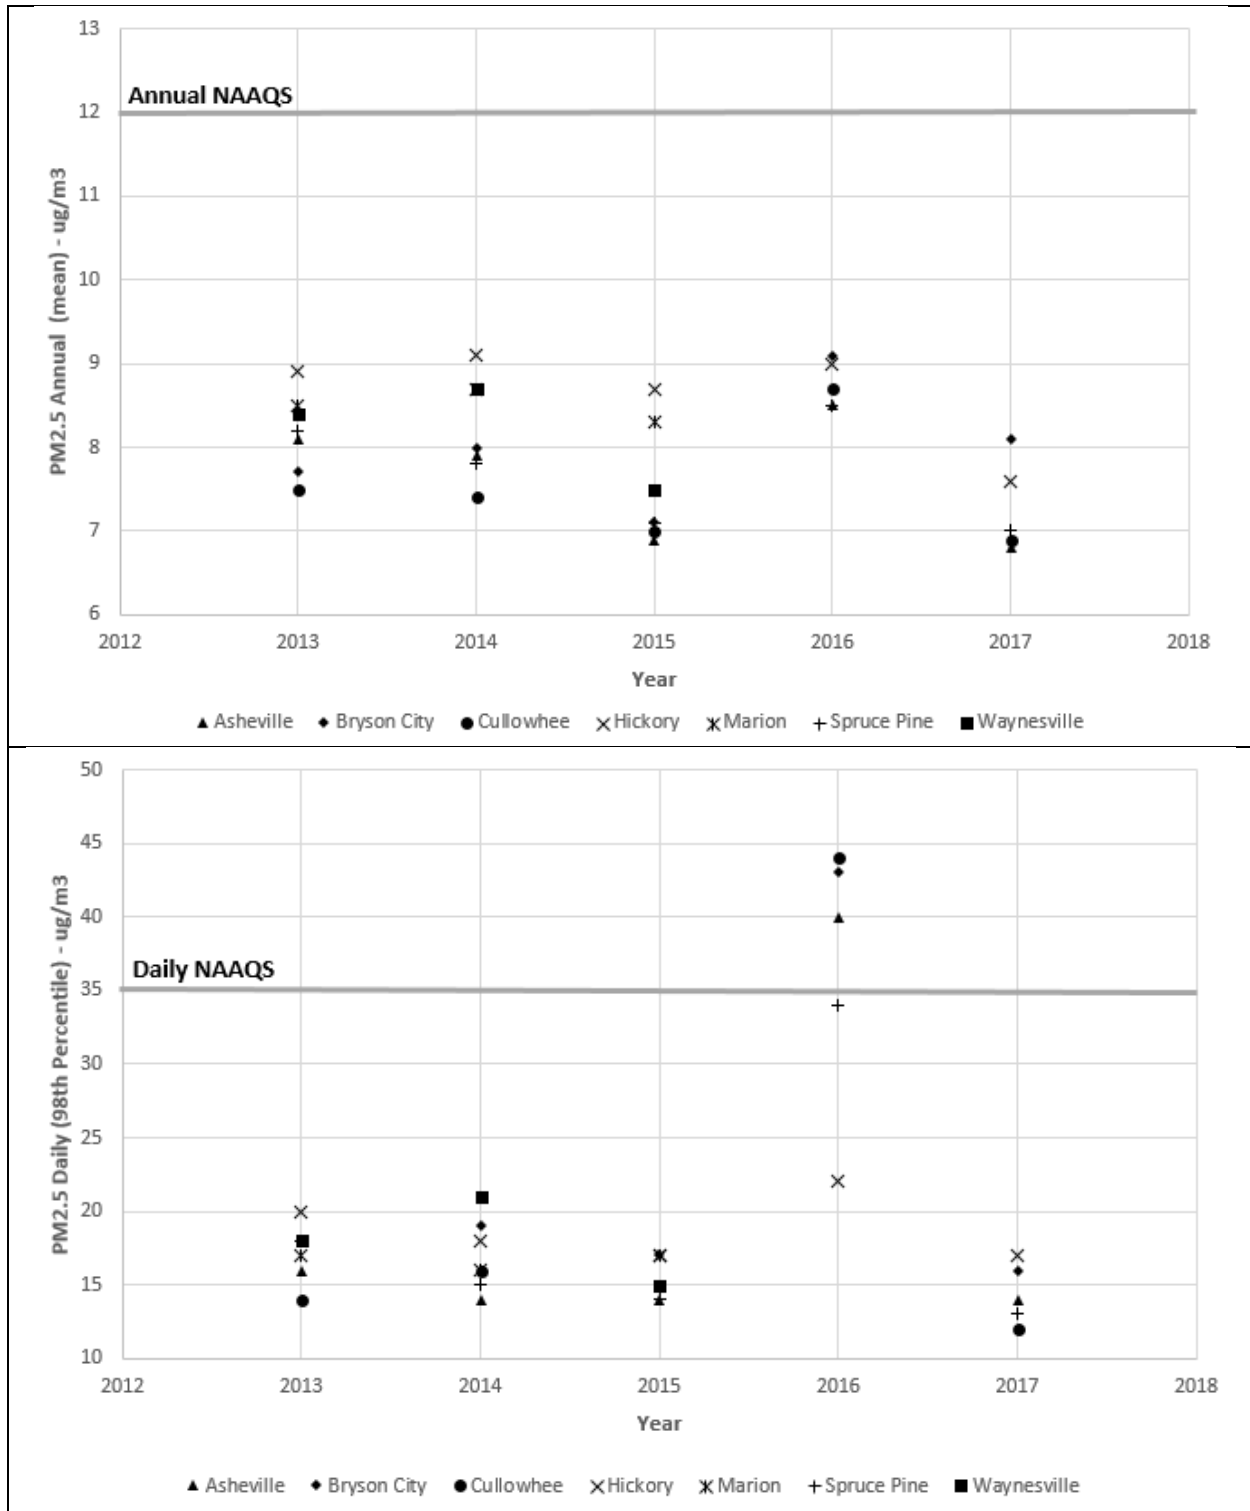 13
Annual NAAQS
12
11
10
9
8
7
6
PM2.5 Annual (mean) - ug/m3
2012 2013 2014 2015 2016 2017 2018
Year
Asheville Bryson City Cullowhee Hickory Marion Spruce Pine Waynesville
50
45
40
Daily NAAQS
35
30
25
20
15
10
PM2.5 Daily (98th Percentile) - ug/m3
2012 2013 2014 2015 2016 2017 2018
Year
Asheville Bryson City Cullowhee Hickory Marion Spruce Pine Waynesville